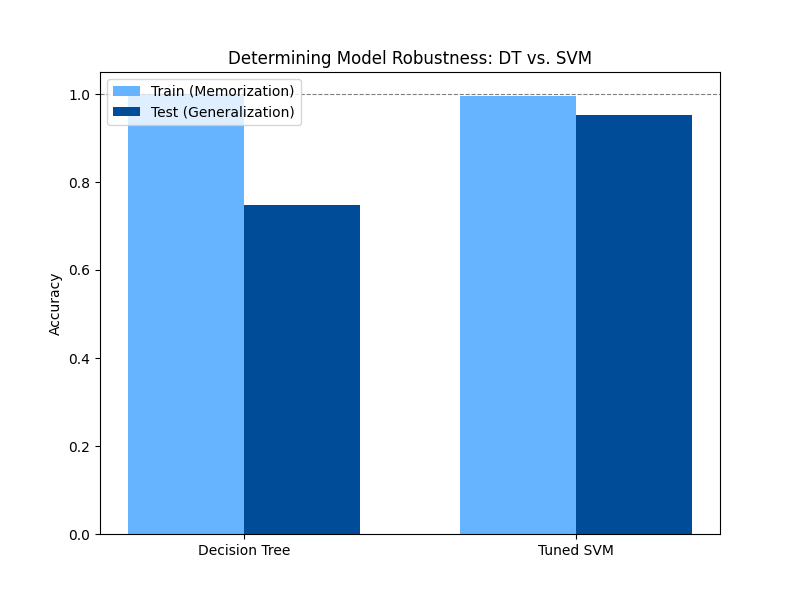 Determining Model Robustness: DT vs. SVM
Train (Memorization)
Test (Generalization)
Accuracy
1.0
0.8
0.6
0.4
0.2
0.0
Decision Tree
Tuned SVM